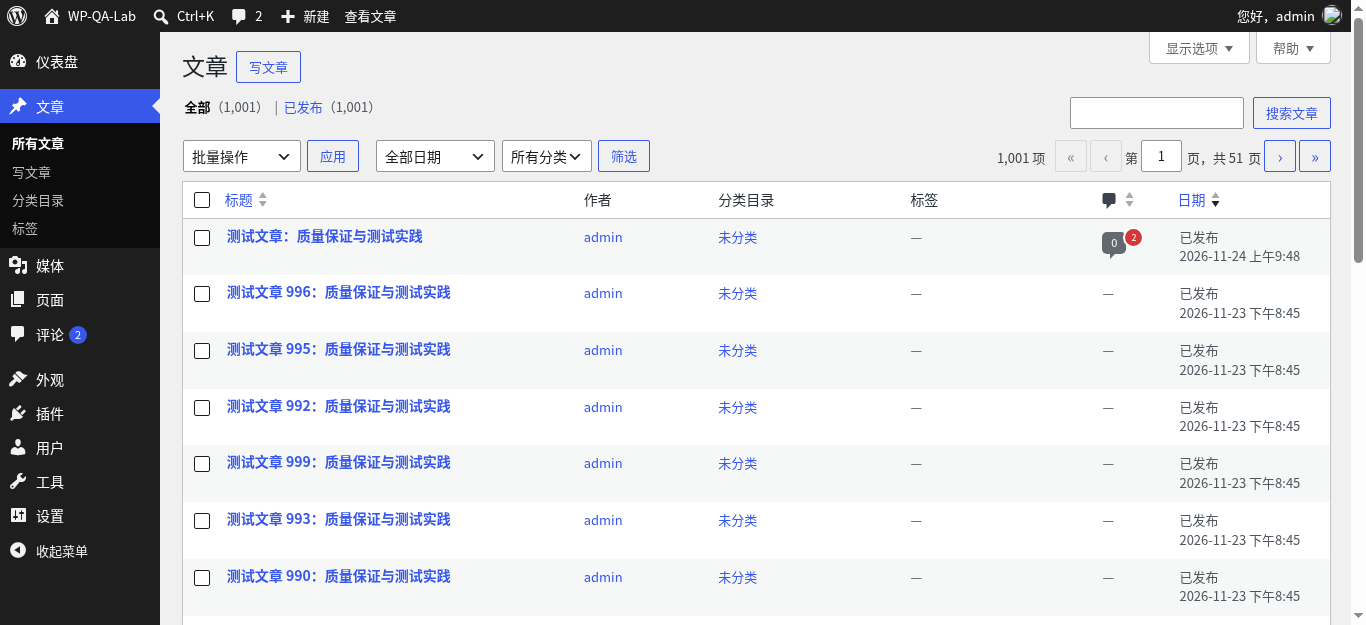 WP-QA-Lab Ctrl+K 2 新建 查看文章 您好，admin
仪表盘
文章
所有文章
写文章
分类目录
标签
媒体
页面
评论 2
外观
插件
用户
工具
设置
收起菜单
显示选项 帮助
文章 写文章
全部（1,001） | 已发布（1,001）
搜索文章
批量操作 应用 全部日期 所有分类 筛选 1,001 项 « ‹ 第 1 页，共 51 页 › »
标题 作者 分类目录 标签 日期
测试文章：质量保证与测试实践 admin 未分类 — 0 2 已发布
2026-11-24 上午9:48
测试文章 996：质量保证与测试实践 admin 未分类 — — 已发布
2026-11-23 下午8:45
测试文章 995：质量保证与测试实践 admin 未分类 — — 已发布
2026-11-23 下午8:45
测试文章 992：质量保证与测试实践 admin 未分类 — — 已发布
2026-11-23 下午8:45
测试文章 999：质量保证与测试实践 admin 未分类 — — 已发布
2026-11-23 下午8:45
测试文章 993：质量保证与测试实践 admin 未分类 — — 已发布
2026-11-23 下午8:45
测试文章 990：质量保证与测试实践 admin 未分类 — — 已发布
2026-11-23 下午8:45